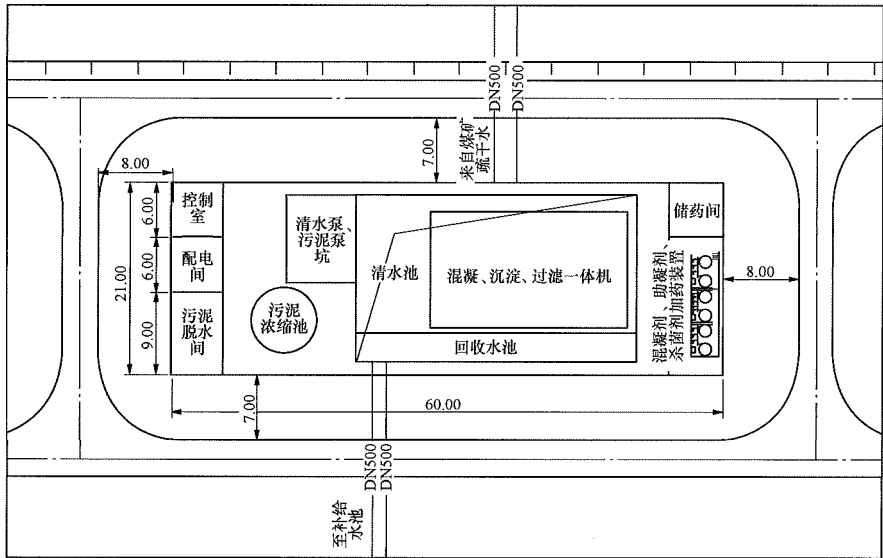 DN500
DN500
来自煤矿
疏干水
7.00
8.00
控制
室
6.00
清水泵、
污泥泵
坑
储药间
配电
间
6.00
21.00
清水池
混凝、沉淀、过滤一体机
混凝剂、助凝剂、
杀菌剂加药装置
8.00
污泥
脱水
间
9.00
污泥
浓缩池
回收水池
7.00
60.00
DN500
DN500
至补给
水池